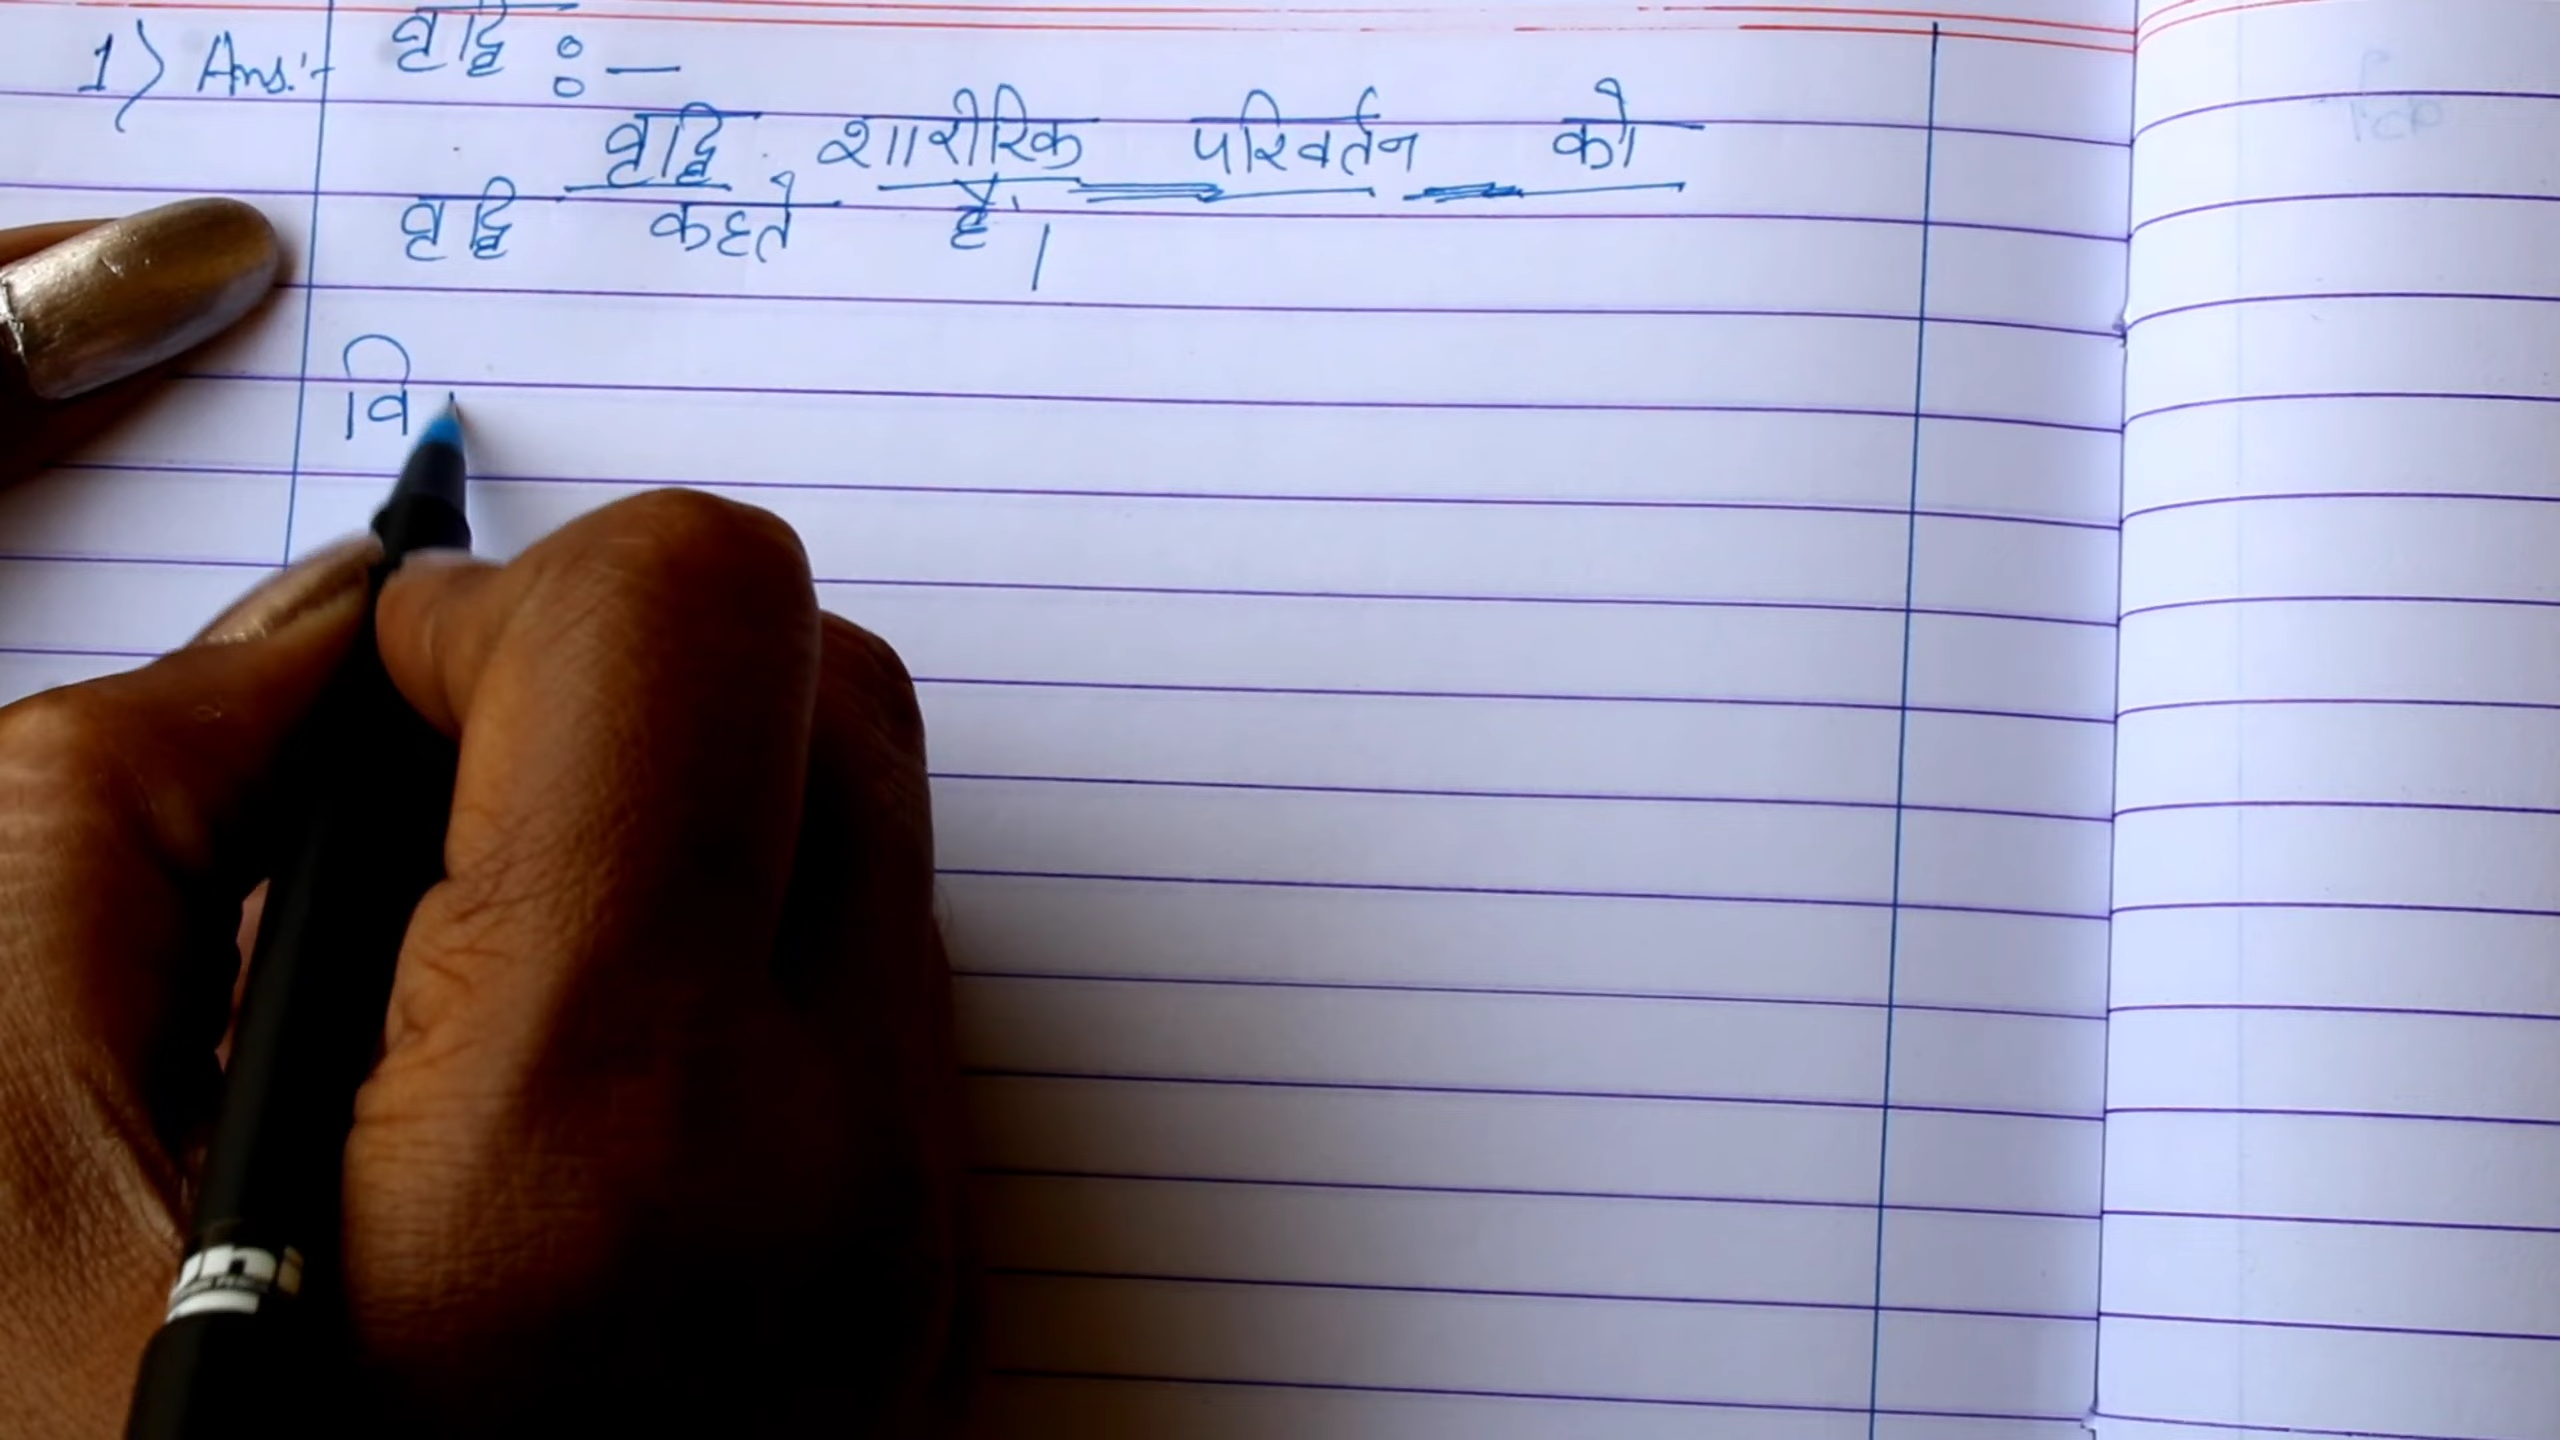 1) Ans:- वृद्धि :—
वृद्धि शारीरिक परिवर्तन को
वृद्धि कहते हैं।
वि